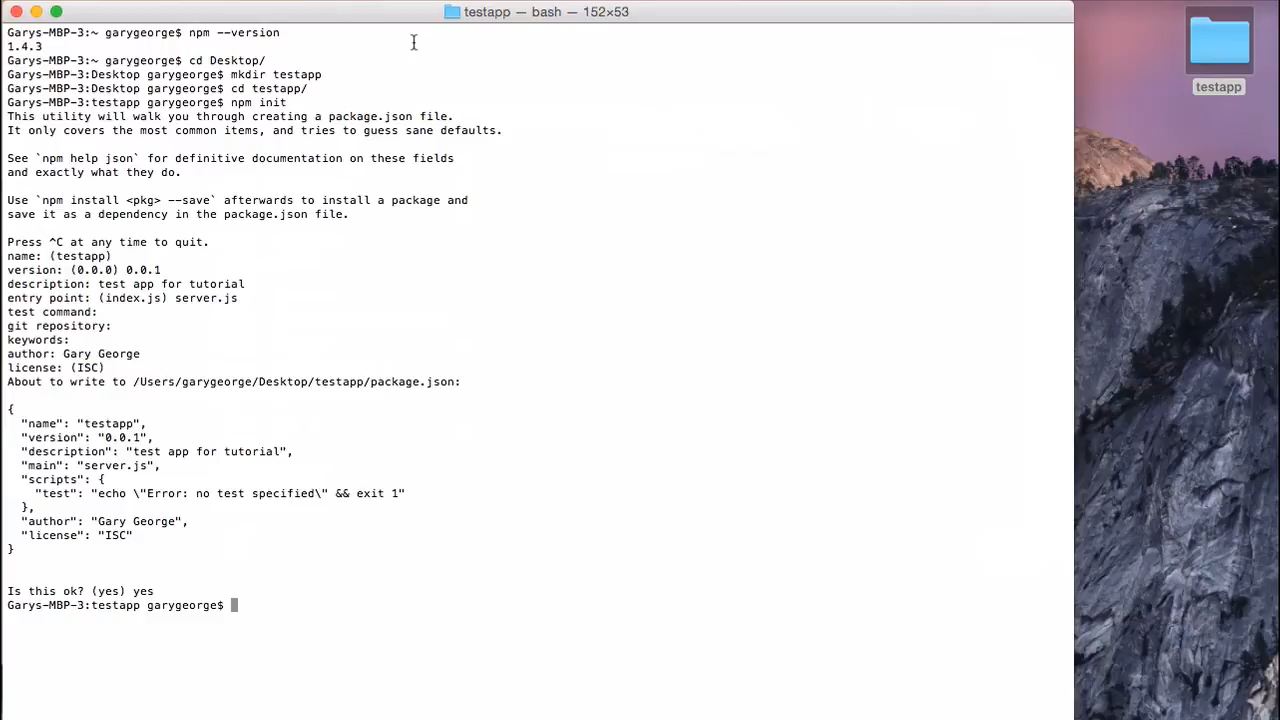 testapp — bash — 152×53
Garys-MBP-3:~ garygeorge$ npm --version
1.4.3
Garys-MBP-3:~ garygeorge$ cd Desktop/
Garys-MBP-3:Desktop garygeorge$ mkdir testapp
Garys-MBP-3:Desktop garygeorge$ cd testapp/
Garys-MBP-3:testapp garygeorge$ npm init
This utility will walk you through creating a package.json file.
It only covers the most common items, and tries to guess sane defaults.
See `npm help json` for definitive documentation on these fields
and exactly what they do.
Use `npm install <pkg> --save` afterwards to install a package and
save it as a dependency in the package.json file.
Press ^C at any time to quit.
name: (testapp)
version: (0.0.0) 0.0.1
description: test app for tutorial
entry point: (index.js) server.js
test command:
git repository:
keywords:
author: Gary George
license: (ISC)
About to write to /Users/garygeorge/Desktop/testapp/package.json:
{
  "name": "testapp",
  "version": "0.0.1",
  "description": "test app for tutorial",
  "main": "server.js",
  "scripts": {
    "test": "echo \"Error: no test specified\" && exit 1"
  },
  "author": "Gary George",
  "license": "ISC"
}
Is this ok? (yes) yes
Garys-MBP-3:testapp garygeorge$
testapp